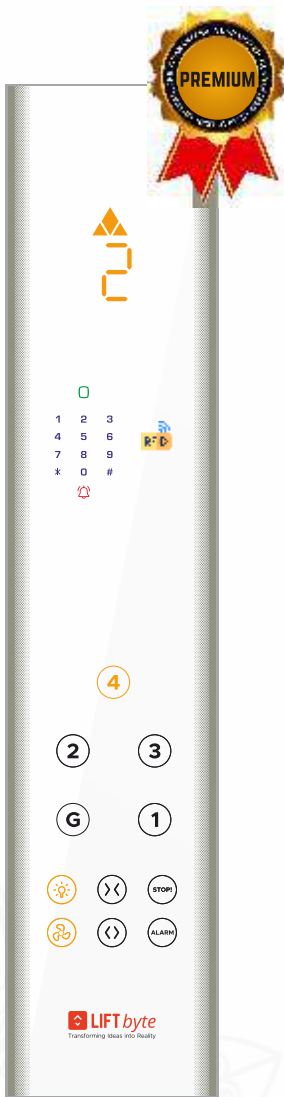 PREMIUM
2
0
1 2 3
4 5 6
7 8 9
* 0 #
4
2 3
G 1
STOP!
ALARM
LIFT byte
Transforming Ideas into Reality